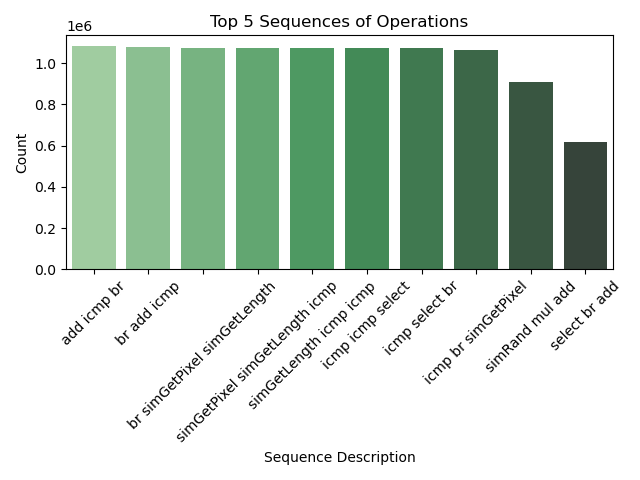 Top 5 Sequences of Operations
1e6
1.0
0.8
0.6
0.4
0.2
0.0
Count
add icmp br
br add icmp
br simGetPixel simGetLength
simGetPixel simGetLength icmp
simGetLength icmp icmp
icmp icmp select
icmp select br
icmp br simGetPixel
simRand mul add
select br add
Sequence Description